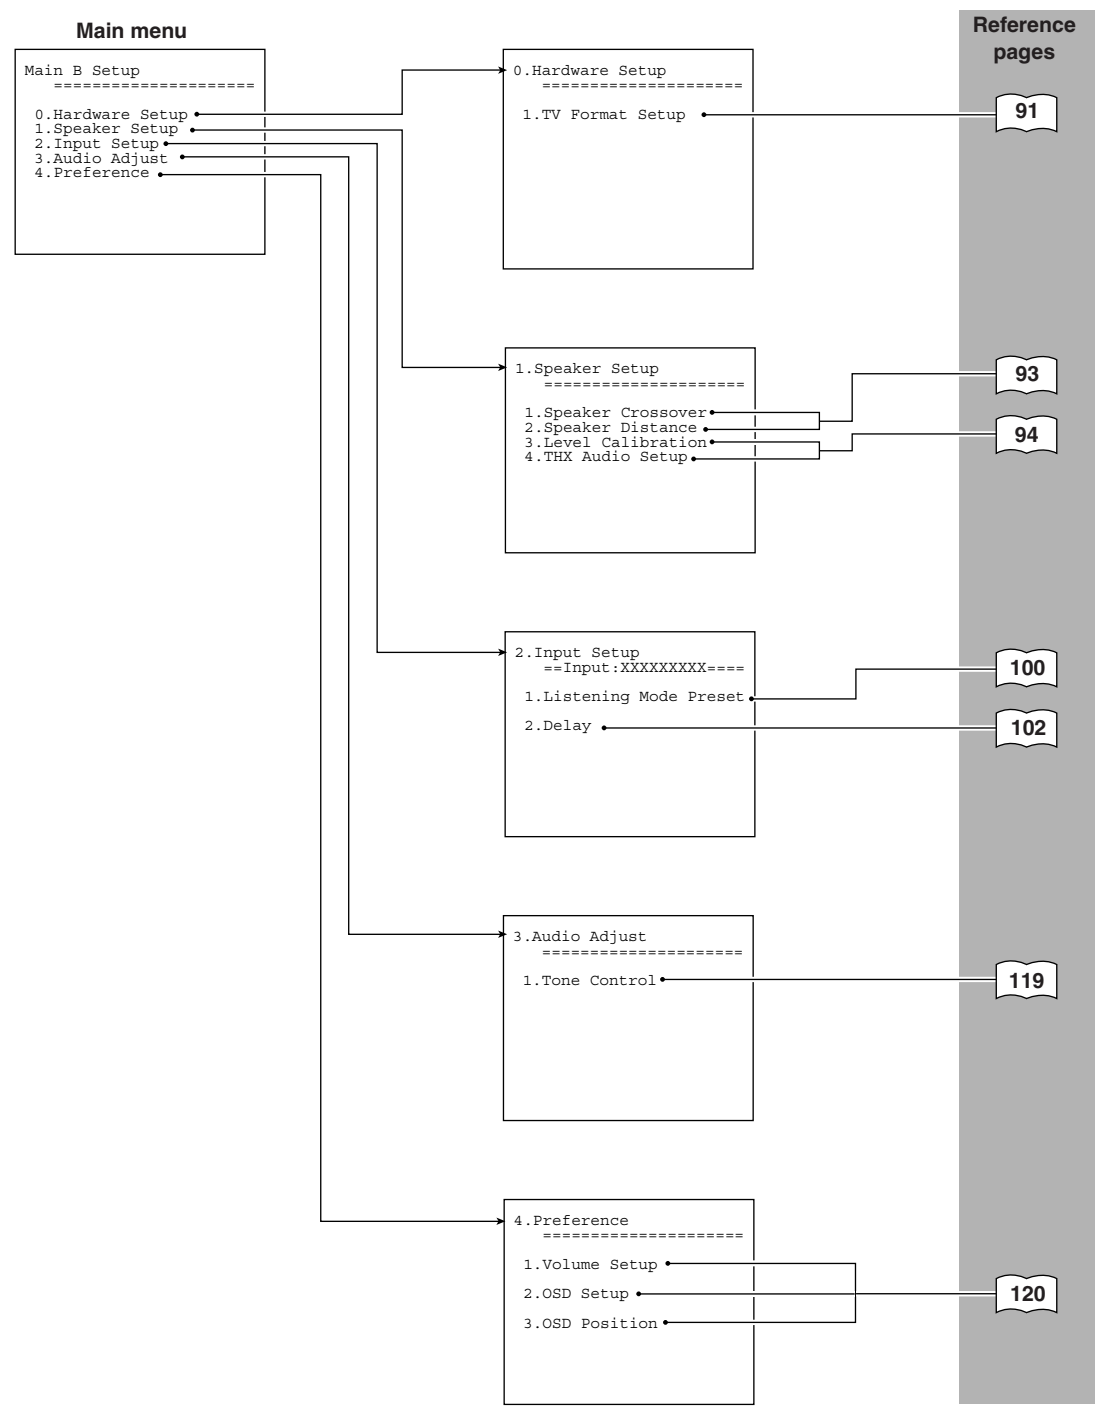 Main menu
Reference
pages
Main B Setup
=====================
0.Hardware Setup
1.Speaker Setup
2.Input Setup
3.Audio Adjust
4.Preference
0.Hardware Setup
=====================
1.TV Format Setup
91
1.Speaker Setup
=====================
1.Speaker Crossover
2.Speaker Distance
3.Level Calibration
4.THX Audio Setup
93
94
2.Input Setup
==Input:XXXXXXXXX====
1.Listening Mode Preset
2.Delay
100
102
3.Audio Adjust
=====================
1.Tone Control
119
4.Preference
=====================
1.Volume Setup
2.OSD Setup
3.OSD Position
120